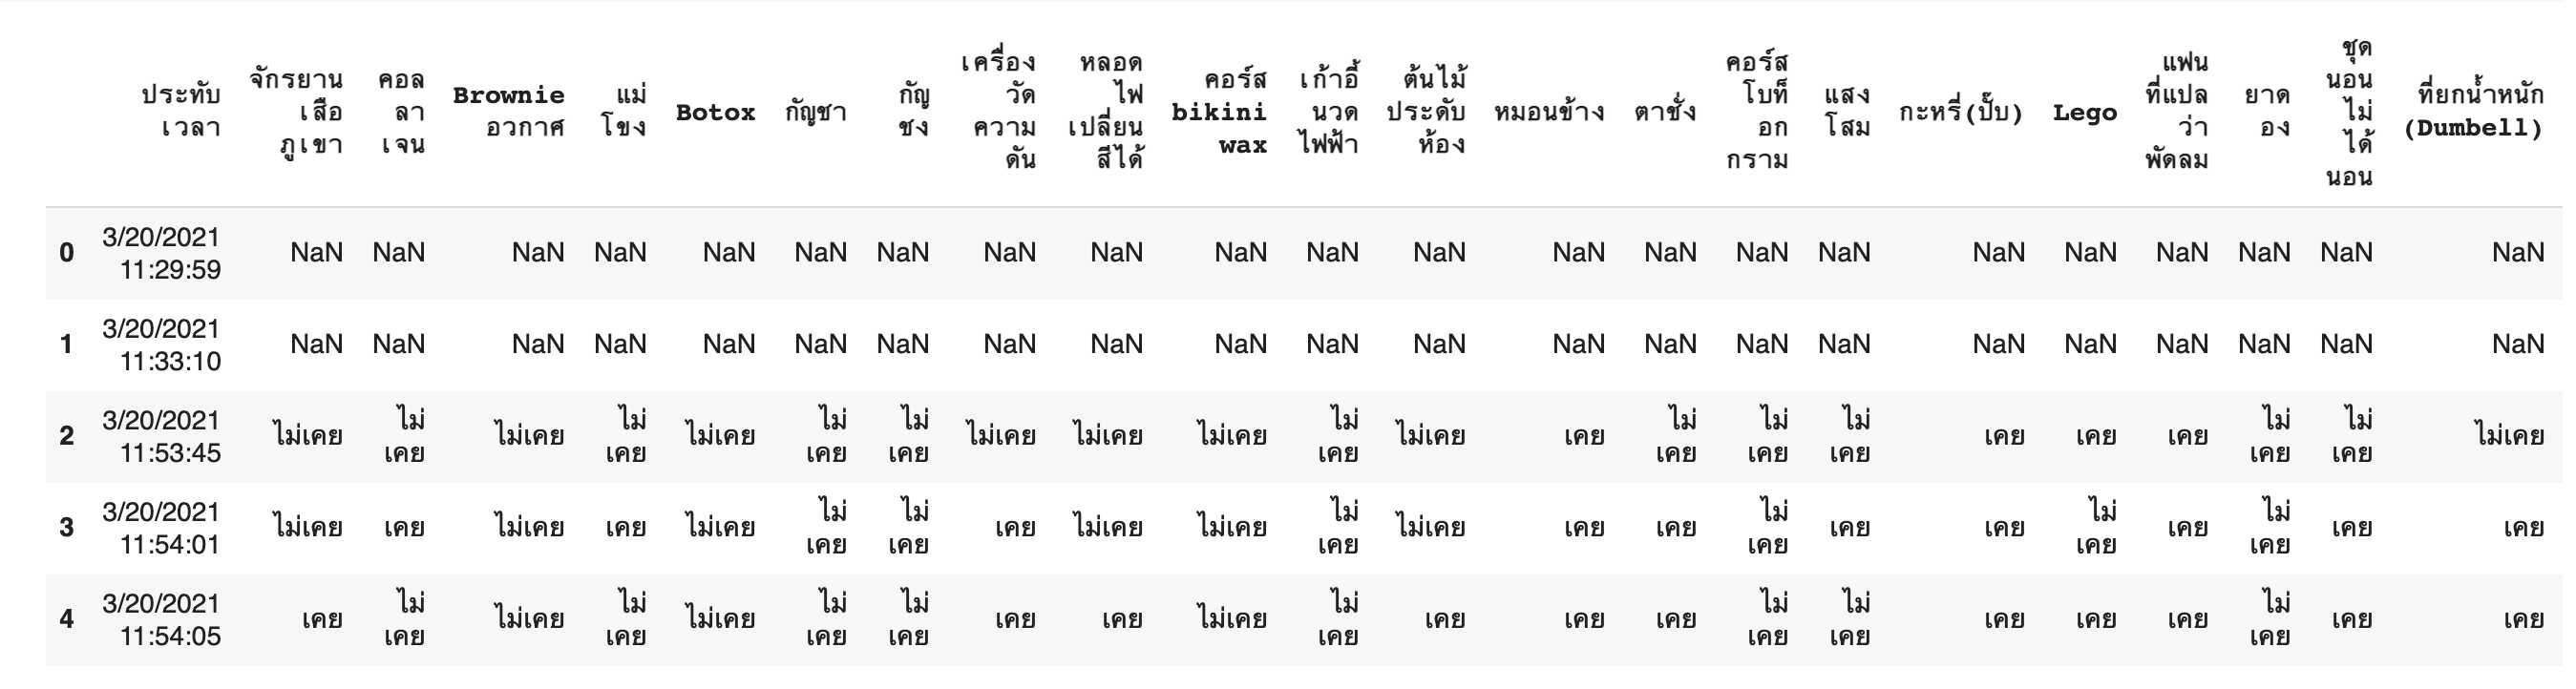 ประทับเวลา จักรยานเสือภูเขา คอลลาเจน Brownie อวกาศ แม่โขง Botox กัญชา กัญชง เครื่องวัดความดัน หลอดไฟเปลี่ยนสีได้ คอร์ส bikini wax เก้าอี้นวดไฟฟ้า ต้นไม้ประดับห้อง หมอนข้าง ตาชั่ง คอร์สโบท็อกกราม แสงโสม กะหรี่(ปั๊บ) Lego แฟนที่แปลว่าพัดลม ยาดอง ชุดนอนไม่ได้นอน ที่ยกน้ำหนัก (Dumbell)
0 3/20/2021 11:29:59 NaN NaN NaN NaN NaN NaN NaN NaN NaN NaN NaN NaN NaN NaN NaN NaN NaN NaN NaN NaN NaN NaN
1 3/20/2021 11:33:10 NaN NaN NaN NaN NaN NaN NaN NaN NaN NaN NaN NaN NaN NaN NaN NaN NaN NaN NaN NaN NaN NaN
2 3/20/2021 11:53:45 ไม่เคย ไม่เคย ไม่เคย ไม่เคย ไม่เคย ไม่เคย ไม่เคย ไม่เคย ไม่เคย ไม่เคย ไม่เคย ไม่เคย เคย ไม่เคย ไม่เคย ไม่เคย เคย เคย เคย ไม่เคย ไม่เคย ไม่เคย
3 3/20/2021 11:54:01 ไม่เคย เคย ไม่เคย เคย ไม่เคย ไม่เคย ไม่เคย เคย ไม่เคย ไม่เคย ไม่เคย ไม่เคย เคย เคย ไม่เคย เคย เคย ไม่เคย เคย ไม่เคย เคย เคย
4 3/20/2021 11:54:05 เคย ไม่เคย ไม่เคย ไม่เคย ไม่เคย ไม่เคย ไม่เคย เคย เคย ไม่เคย ไม่เคย เคย เคย เคย ไม่เคย ไม่เคย เคย เคย เคย ไม่เคย เคย เคย